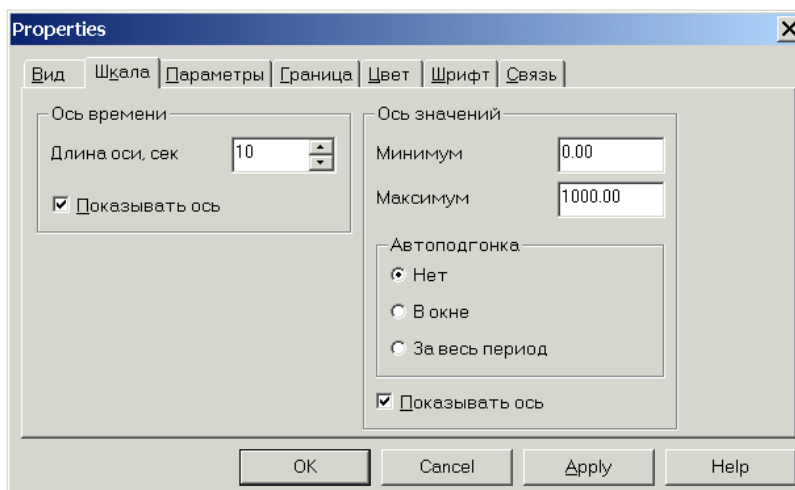 Properties
Вид Шкала Параметры Граница Цвет Шрифт Связь
Ось времени
Длина оси, сек 10
Показывать ось
Ось значений
Минимум 0.00
Максимум 1000.00
Автоподгонка
Нет
В окне
За весь период
Показывать ось
OK Cancel Apply Help